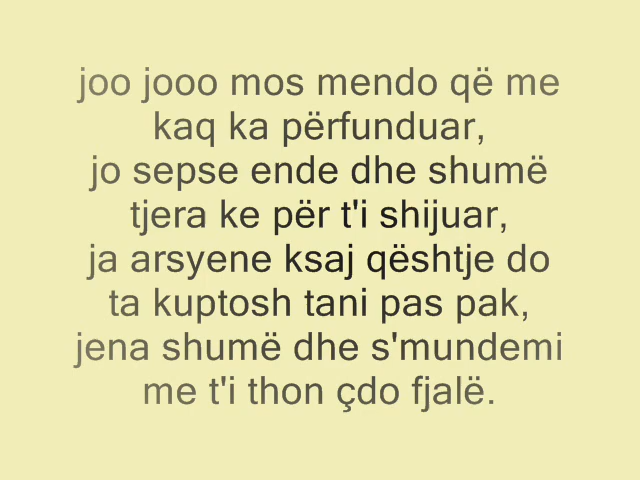 joo jooo mos mendo që me
kaq ka përfunduar,
jo sepse ende dhe shumë
tjera ke për t'i shijuar,
ja arsyene ksaj qështje do
ta kuptosh tani pas pak,
jena shumë dhe s'mundemi
me t'i thon çdo fjalë.